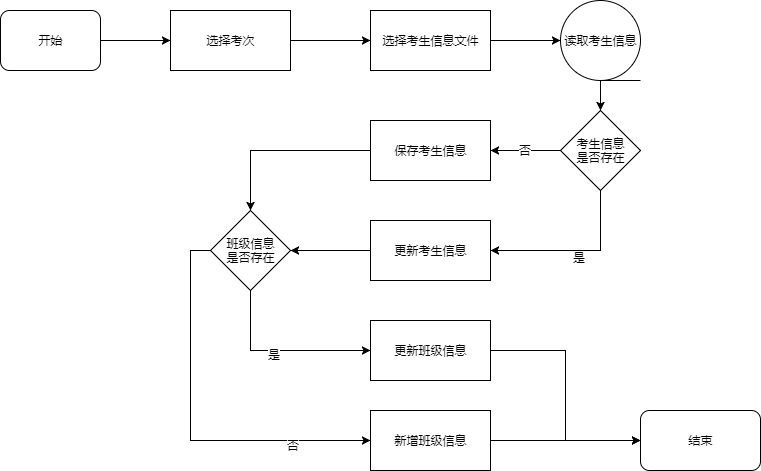 开始
选择考次
选择考生信息文件
读取考生信息
保存考生信息
否
考生信息
是否存在
班级信息
是否存在
更新考生信息
是
是
更新班级信息
否
新增班级信息
结束